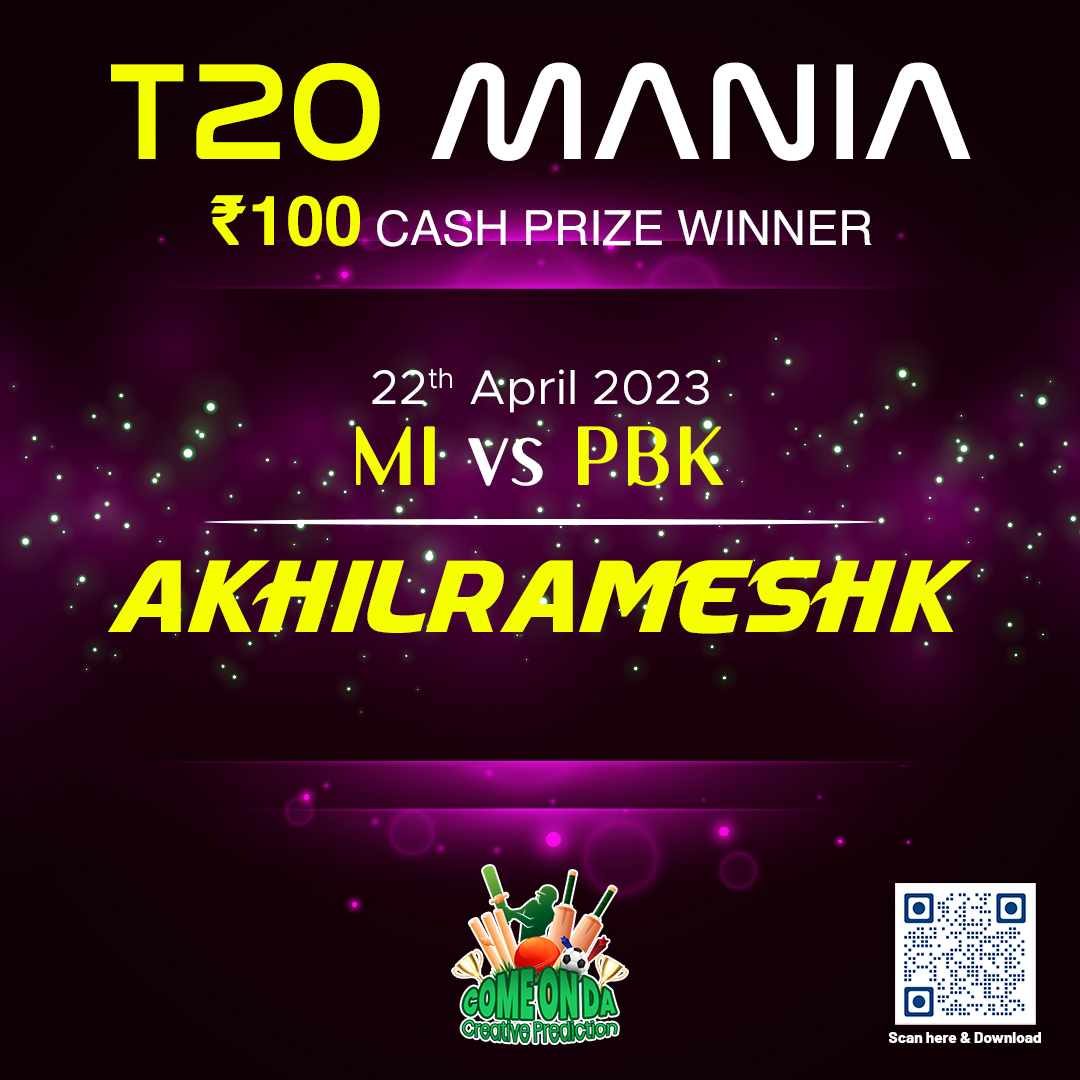 T20 MANIA
₹100 CASH PRIZE WINNER
22th April 2023
MI vs PBK
AKHILRAMESHK
COME ON DA
Creative Prediction
Scan here & Download